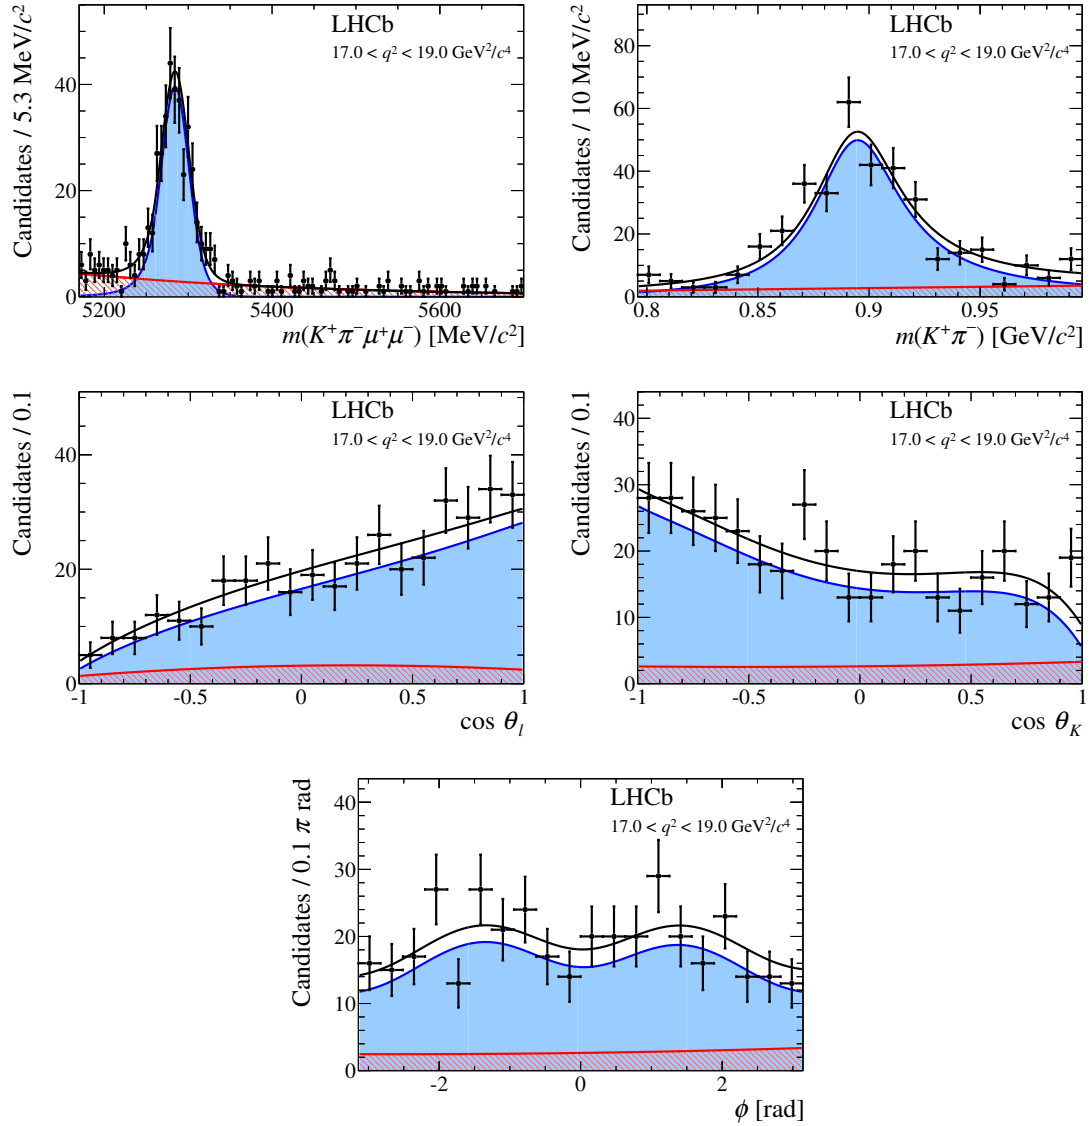 Candidates / 5.3 MeV/c²
40
20
0
LHCb
17.0 < q² < 19.0 GeV²/c⁴
5200
5400
5600
m(K⁺π⁻μ⁺μ⁻) [MeV/c²]
Candidates / 10 MeV/c²
80
60
40
20
0
LHCb
17.0 < q² < 19.0 GeV²/c⁴
0.8
0.85
0.9
0.95
m(K⁺π⁻) [GeV/c²]
Candidates / 0.1
40
20
0
LHCb
17.0 < q² < 19.0 GeV²/c⁴
-1
-0.5
0
0.5
1
cos θ_l
Candidates / 0.1
40
30
20
10
0
LHCb
17.0 < q² < 19.0 GeV²/c⁴
-1
-0.5
0
0.5
1
cos θ_K
Candidates / 0.1 π rad
40
30
20
10
0
LHCb
17.0 < q² < 19.0 GeV²/c⁴
-2
0
2
ϕ [rad]